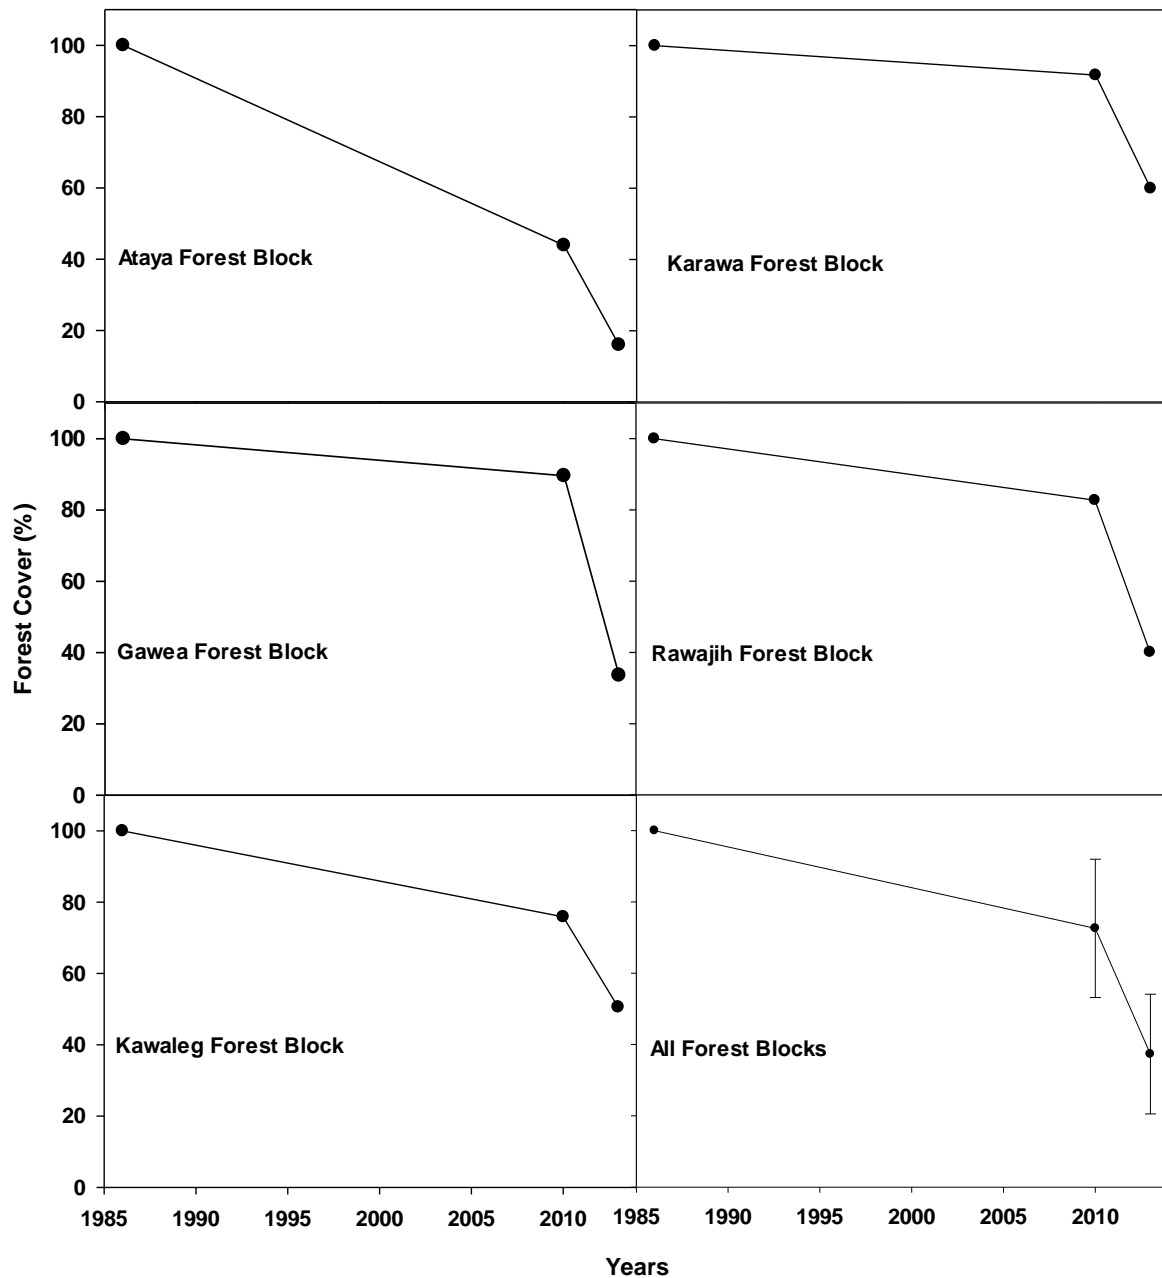 100
80
60
40
20
0
Ataya Forest Block
Karawa Forest Block
100
80
60
40
20
0
Gawea Forest Block
Rawajih Forest Block
Forest Cover (%)
100
80
60
40
20
0
Kawaleg Forest Block
All Forest Blocks
1985 1990 1995 2000 2005 2010 1985 1990 1995 2000 2005 2010
Years